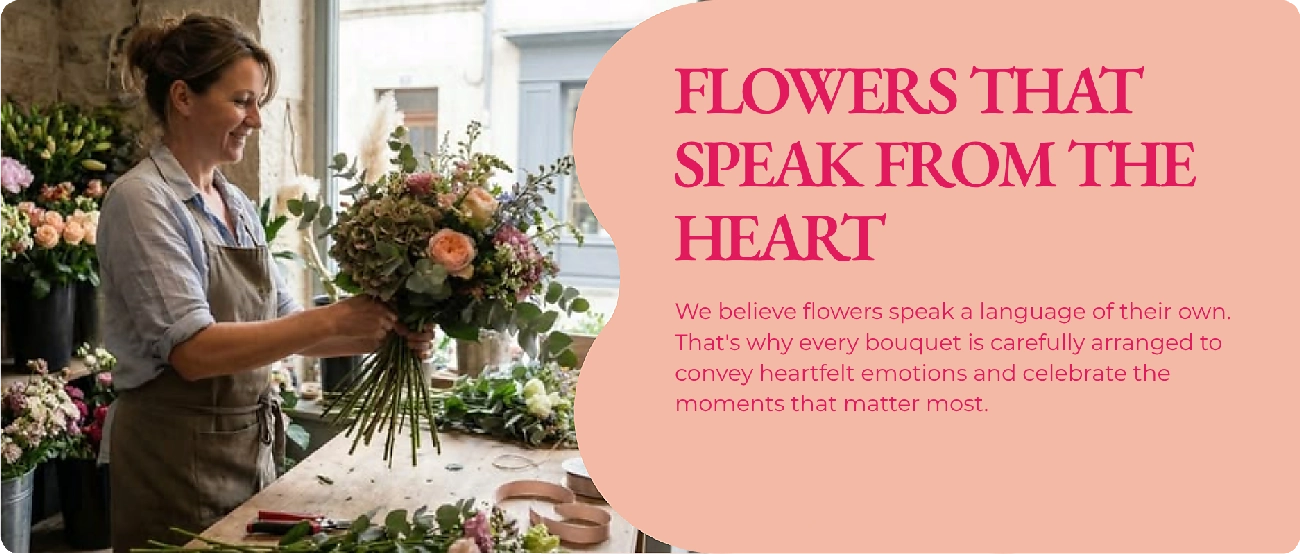 FLOWERS THAT
SPEAK FROM THE
HEART
We believe flowers speak a language of their own.
That's why every bouquet is carefully arranged to
convey heartfelt emotions and celebrate the
moments that matter most.